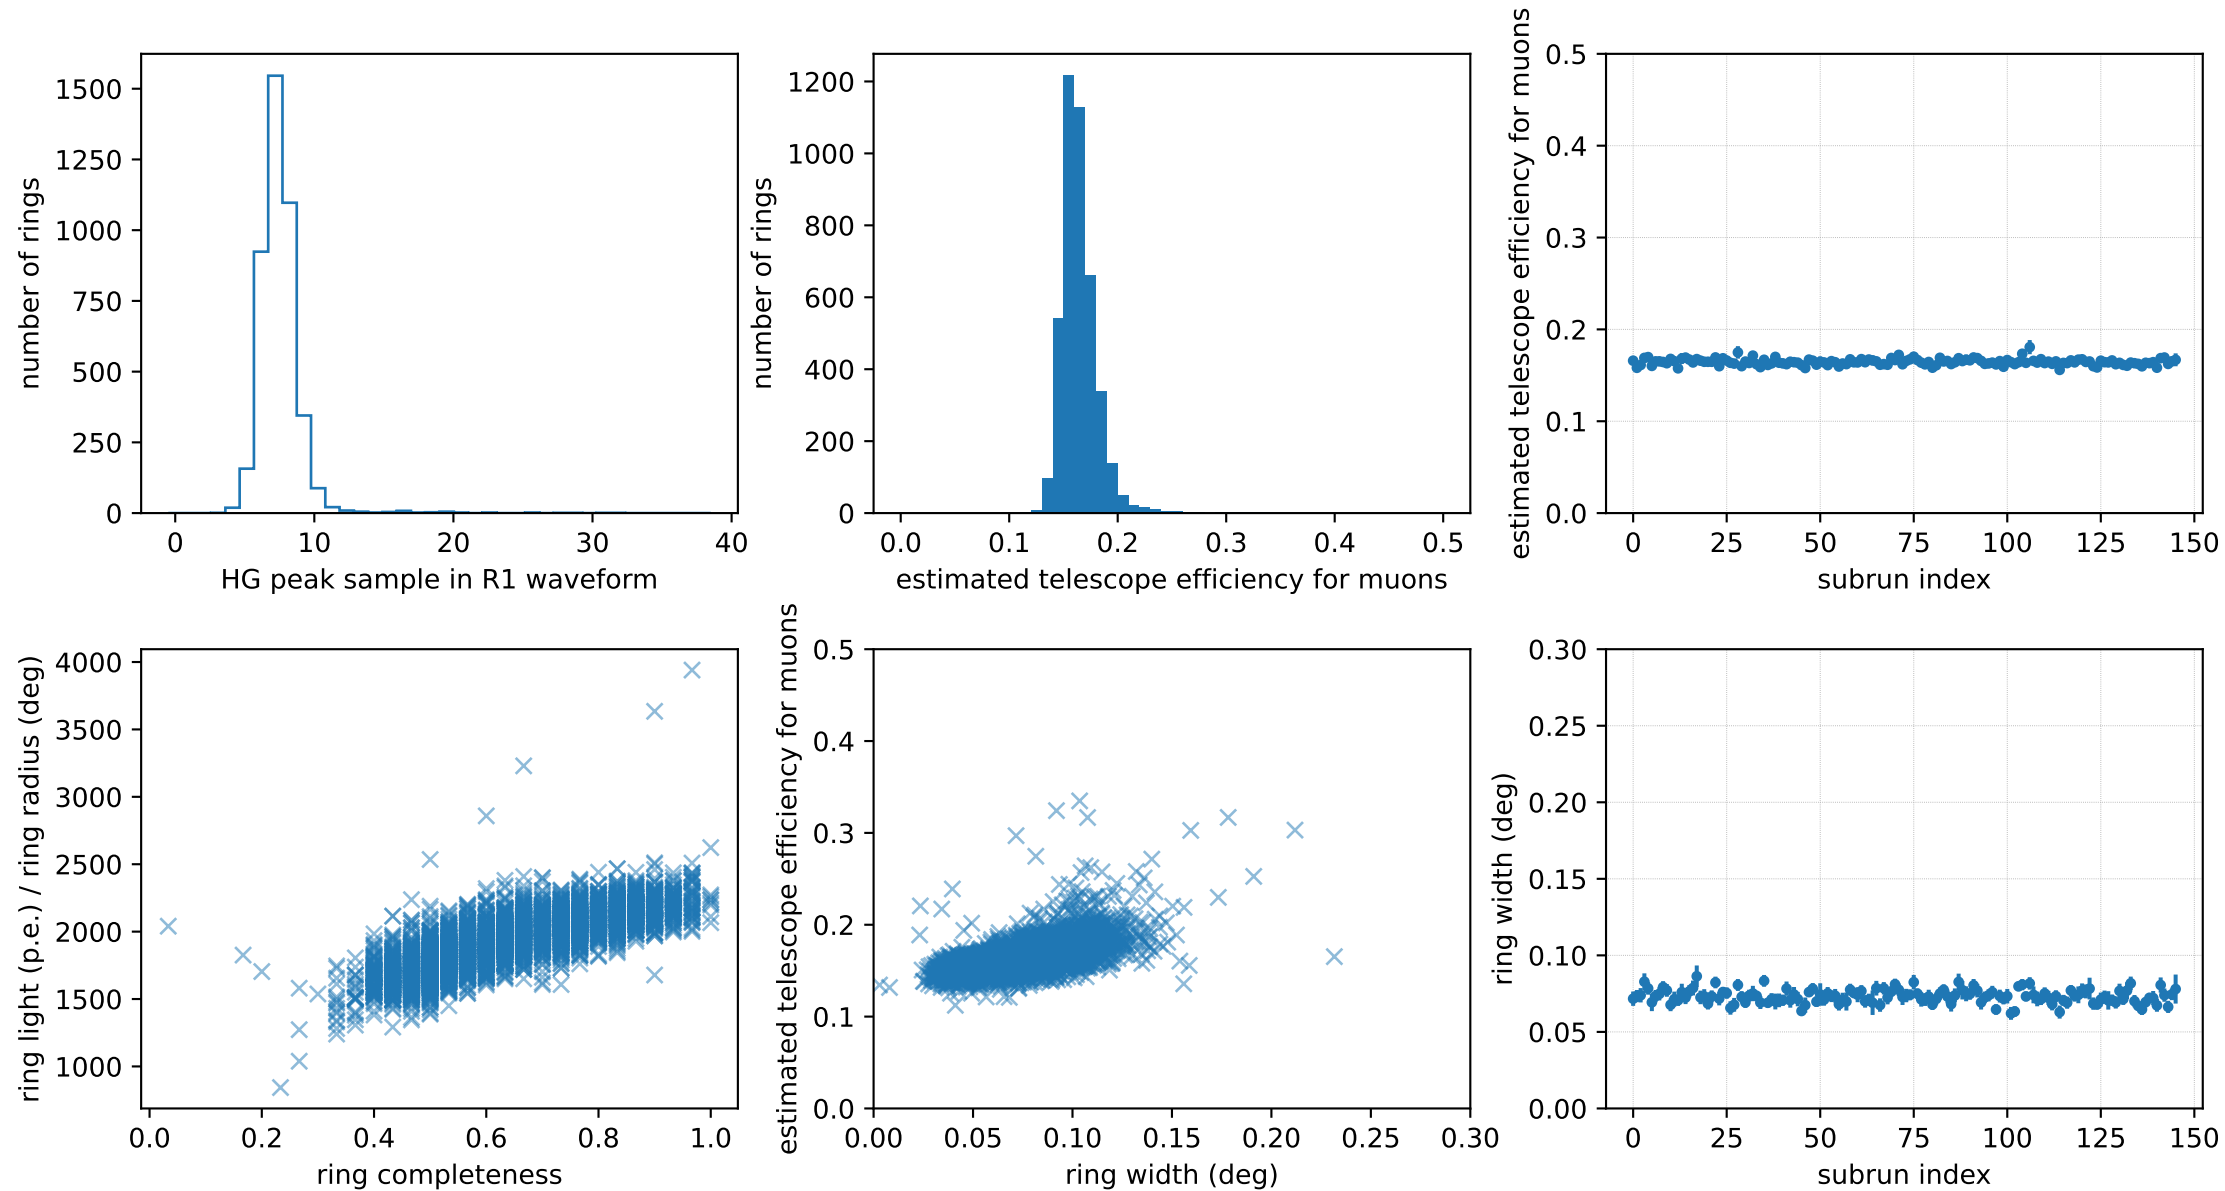 number of rings
1500
1250
1000
750
500
250
0
0 10 20 30 40
HG peak sample in R1 waveform
number of rings
1200
1000
800
600
400
200
0
0.0 0.1 0.2 0.3 0.4 0.5
estimated telescope efficiency for muons
estimated telescope efficiency for muons
0.5
0.4
0.3
0.2
0.1
0.0
0 25 50 75 100 125 150
subrun index
ring light (p.e.) / ring radius (deg)
4000
3500
3000
2500
2000
1500
1000
0.0 0.2 0.4 0.6 0.8 1.0
ring completeness
estimated telescope efficiency for muons
0.5
0.4
0.3
0.2
0.1
0.0
0.00 0.05 0.10 0.15 0.20 0.25 0.30
ring width (deg)
ring width (deg)
0.30
0.25
0.20
0.15
0.10
0.05
0.00
0 25 50 75 100 125 150
subrun index